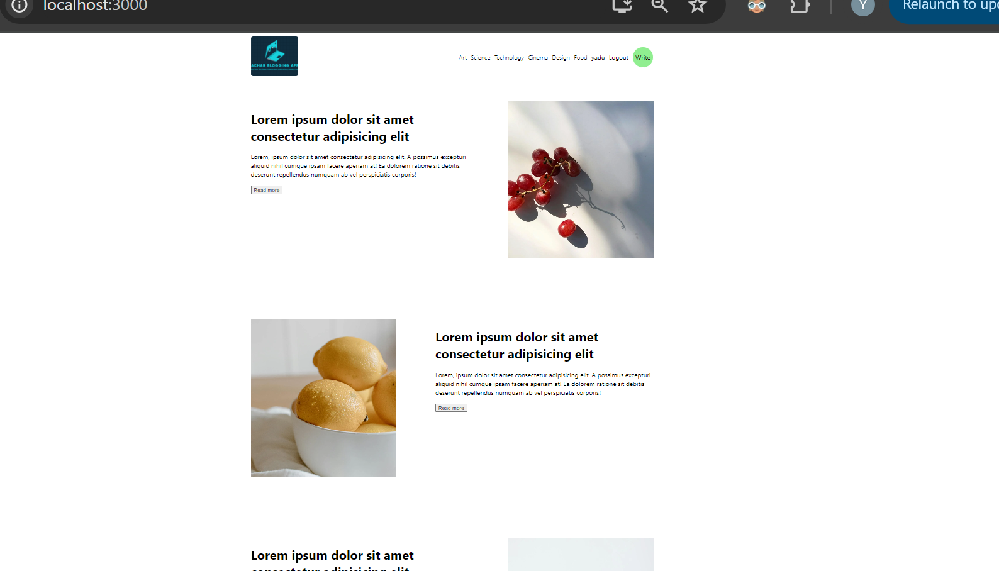 localhost:3000
Y
Relaunch to upd
ACHAR BLOGGING APP
Art Science Technology Cinema Design Food yadu Logout Write
Lorem ipsum dolor sit amet
consectetur adipisicing elit
Lorem, ipsum dolor sit amet consectetur adipisicing elit. A possimus excepturi
aliquid nihil cumque ipsam facere aperiam at! Ea dolorem ratione sit debitis
deserunt repellendus numquam ab vel perspiciatis corporis!
Read more
Lorem ipsum dolor sit amet
consectetur adipisicing elit
Lorem, ipsum dolor sit amet consectetur adipisicing elit. A possimus excepturi
aliquid nihil cumque ipsam facere aperiam at! Ea dolorem ratione sit debitis
deserunt repellendus numquam ab vel perspiciatis corporis!
Read more
Lorem ipsum dolor sit amet
consectetur adipisicing elit